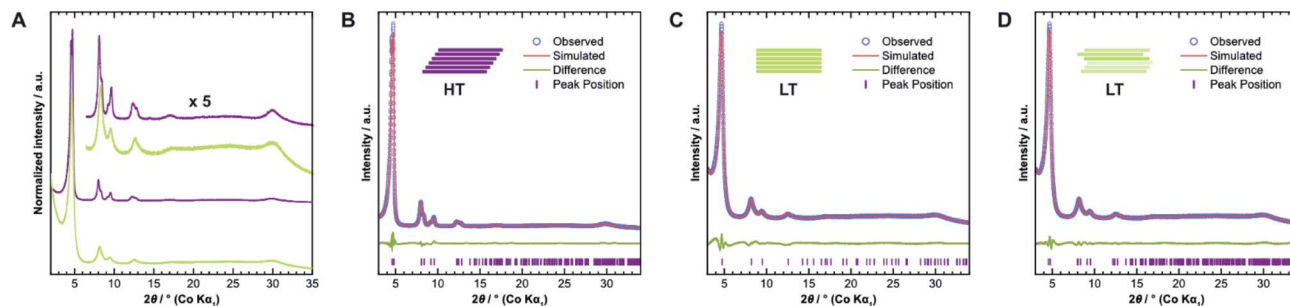 A
Normalized intensity / a.u.
x 5
5 10 15 20 25 30 35
2θ / ° (Co Kα₁)
B
Intensity / a.u.
HT
Observed
Simulated
Difference
Peak Position
5 10 15 20 25 30
2θ / ° (Co Kα₁)
C
Intensity / a.u.
LT
Observed
Simulated
Difference
Peak Position
5 10 15 20 25 30
2θ / ° (Co Kα₁)
D
Intensity / a.u.
LT
Observed
Simulated
Difference
Peak Position
5 10 15 20 25 30
2θ / ° (Co Kα₁)